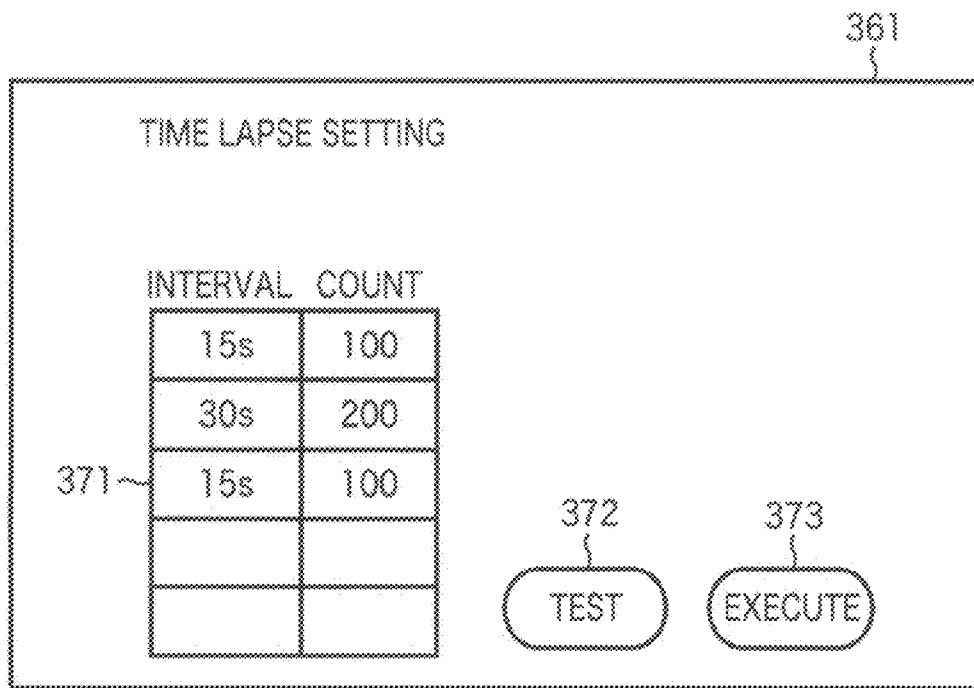 361
TIME LAPSE SETTING
INTERVAL COUNT
15s 100
30s 200
371 15s 100
372 373
TEST EXECUTE